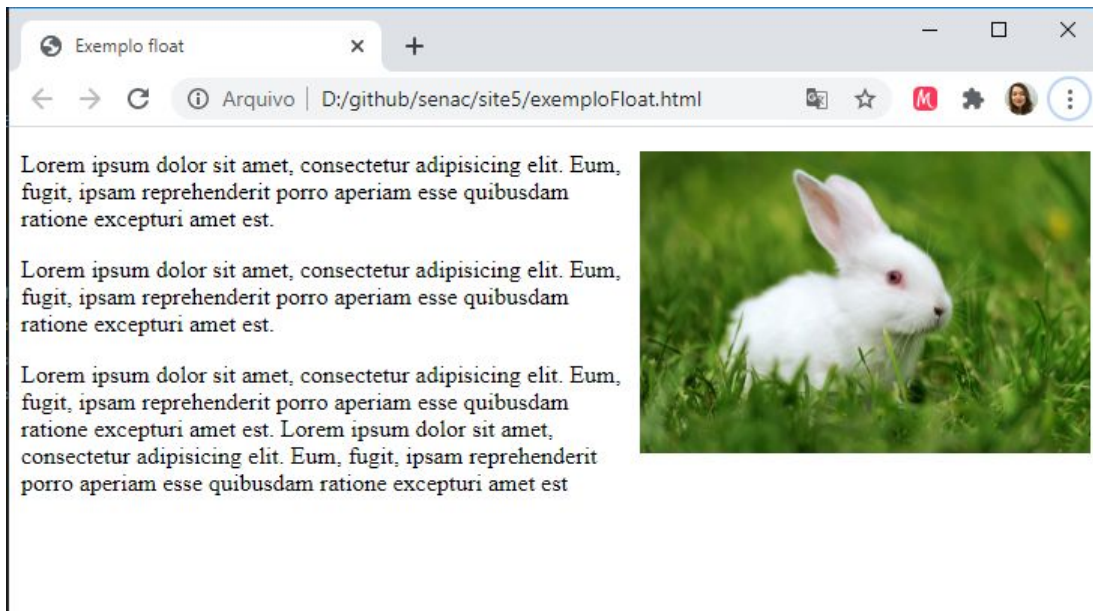 Exemplo float
Arquivo
D:/github/senac/site5/exemploFloat.html
Lorem ipsum dolor sit amet, consectetur adipisicing elit. Eum,
fugit, ipsam reprehenderit porro aperiam esse quibusdam
ratione excepturi amet est.
Lorem ipsum dolor sit amet, consectetur adipisicing elit. Eum,
fugit, ipsam reprehenderit porro aperiam esse quibusdam
ratione excepturi amet est.
Lorem ipsum dolor sit amet, consectetur adipisicing elit. Eum,
fugit, ipsam reprehenderit porro aperiam esse quibusdam
ratione excepturi amet est. Lorem ipsum dolor sit amet,
consectetur adipisicing elit. Eum, fugit, ipsam reprehenderit
porro aperiam esse quibusdam ratione excepturi amet est